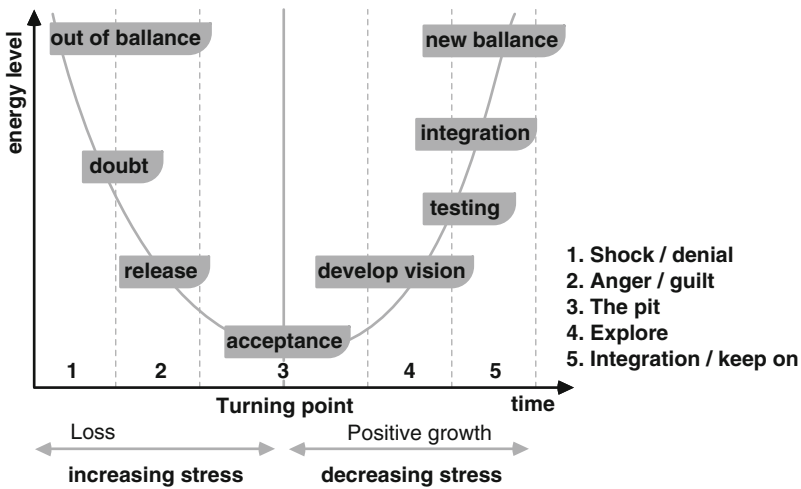 energy level
out of ballance
new ballance
integration
doubt
testing
release
develop vision
acceptance
1 2 3 4 5
Turning point
time
1. Shock / denial
2. Anger / guilt
3. The pit
4. Explore
5. Integration / keep on
Loss
Positive growth
increasing stress
decreasing stress